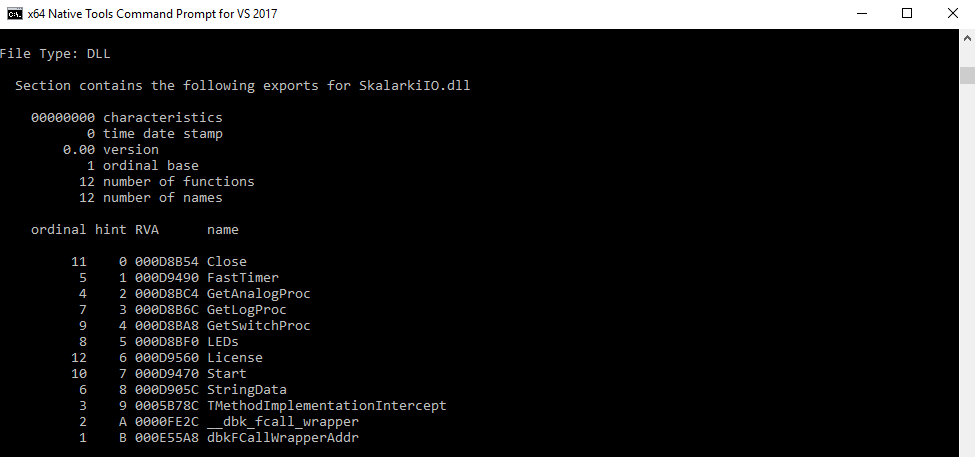 x64 Native Tools Command Prompt for VS 2017
File Type: DLL
Section contains the following exports for SkalarkiIO.dll
00000000 characteristics
0 time date stamp
0.00 version
1 ordinal base
12 number of functions
12 number of names
ordinal hint RVA name
11 0 000D8B54 Close
5 1 000D9490 FastTimer
4 2 000D8BC4 GetAnalogProc
7 3 000D8B6C GetLogProc
9 4 000D8BA8 GetSwitchProc
8 5 000D8BF0 LEDs
12 6 000D9560 License
10 7 000D9470 Start
6 8 000D905C StringData
3 9 0005B78C TMethodImplementationIntercept
2 A 0000FE2C __dbk_fcall_wrapper
1 B 000E55A8 dbkFCallWrapperAddr